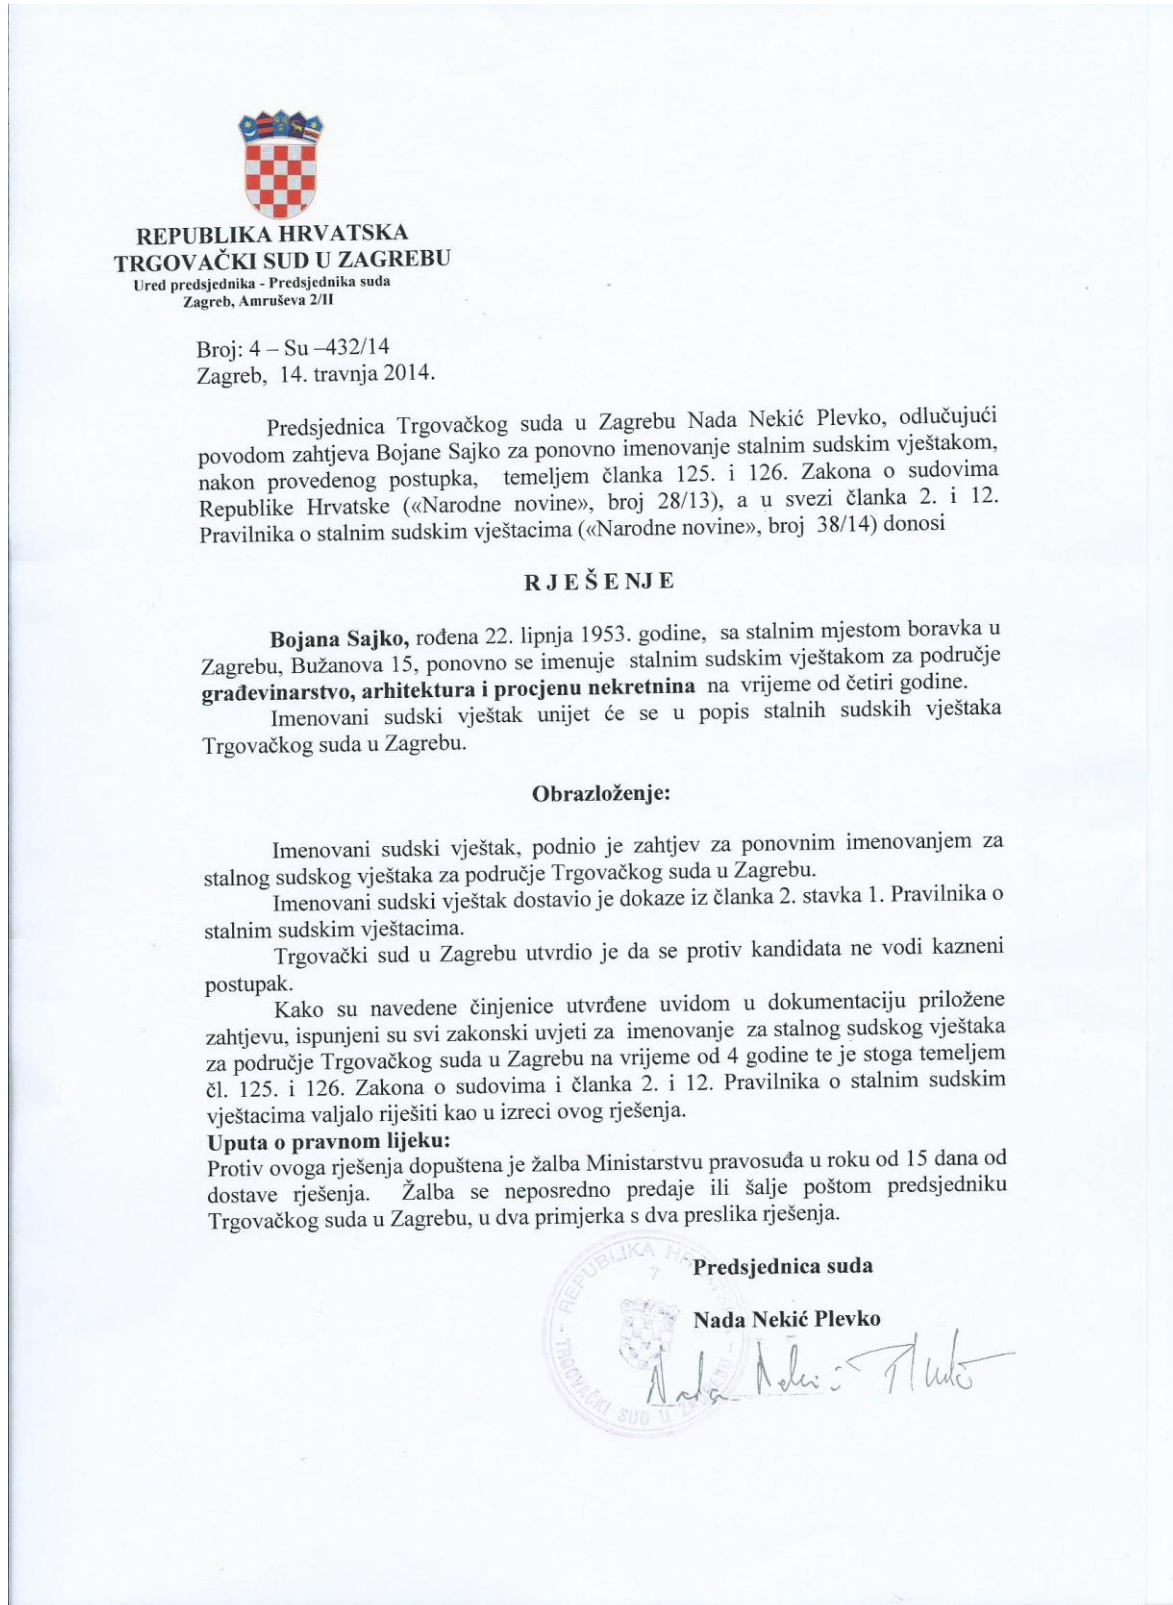 REPUBLIKA HRVATSKA
TRGOVAČKI SUD U ZAGREBU
Ured predsjednika - Predsjednika suda
Zagreb, Amruševa 2/II
Broj: 4 – Su –432/14
Zagreb, 14. travnja 2014.
Predsjednica Trgovačkog suda u Zagrebu Nada Nekić Plevko, odlučujući
povodom zahtjeva Bojane Sajko za ponovno imenovanje stalnim sudskim vještakom,
nakon provedenog postupka, temeljem članka 125. i 126. Zakona o sudovima
Republike Hrvatske («Narodne novine», broj 28/13), a u svezi članka 2. i 12.
Pravilnika o stalnim sudskim vještacima («Narodne novine», broj 38/14) donosi
R J E Š E NJ E
Bojana Sajko, rođena 22. lipnja 1953. godine, sa stalnim mjestom boravka u
Zagrebu, Bužanova 15, ponovno se imenuje stalnim sudskim vještakom za područje
građevinarstvo, arhitektura i procjenu nekretnina na vrijeme od četiri godine.
Imenovani sudski vještak unijet će se u popis stalnih sudskih vještaka
Trgovačkog suda u Zagrebu.
Obrazloženje:
Imenovani sudski vještak, podnio je zahtjev za ponovnim imenovanjem za
stalnog sudskog vještaka za područje Trgovačkog suda u Zagrebu.
Imenovani sudski vještak dostavio je dokaze iz članka 2. stavka 1. Pravilnika o
stalnim sudskim vještacima.
Trgovački sud u Zagrebu utvrdio je da se protiv kandidata ne vodi kazneni
postupak.
Kako su navedene činjenice utvrđene uvidom u dokumentaciju priložene
zahtjevu, ispunjeni su svi zakonski uvjeti za imenovanje za stalnog sudskog vještaka
za područje Trgovačkog suda u Zagrebu na vrijeme od 4 godine te je stoga temeljem
čl. 125. i 126. Zakona o sudovima i članka 2. i 12. Pravilnika o stalnim sudskim
vještacima valjalo riješiti kao u izreci ovog rješenja.
Uputa o pravnom lijeku:
Protiv ovoga rješenja dopuštena je žalba Ministarstvu pravosuđa u roku od 15 dana od
dostave rješenja. Žalba se neposredno predaje ili šalje poštom predsjedniku
Trgovačkog suda u Zagrebu, u dva primjerka s dva preslika rješenja.
Predsjednica suda
Nada Nekić Plevko
REPUBLIKA HRVATSKA
7
TRGOVAČKI SUD U ZAGREBU
Nada Nekić Plevko